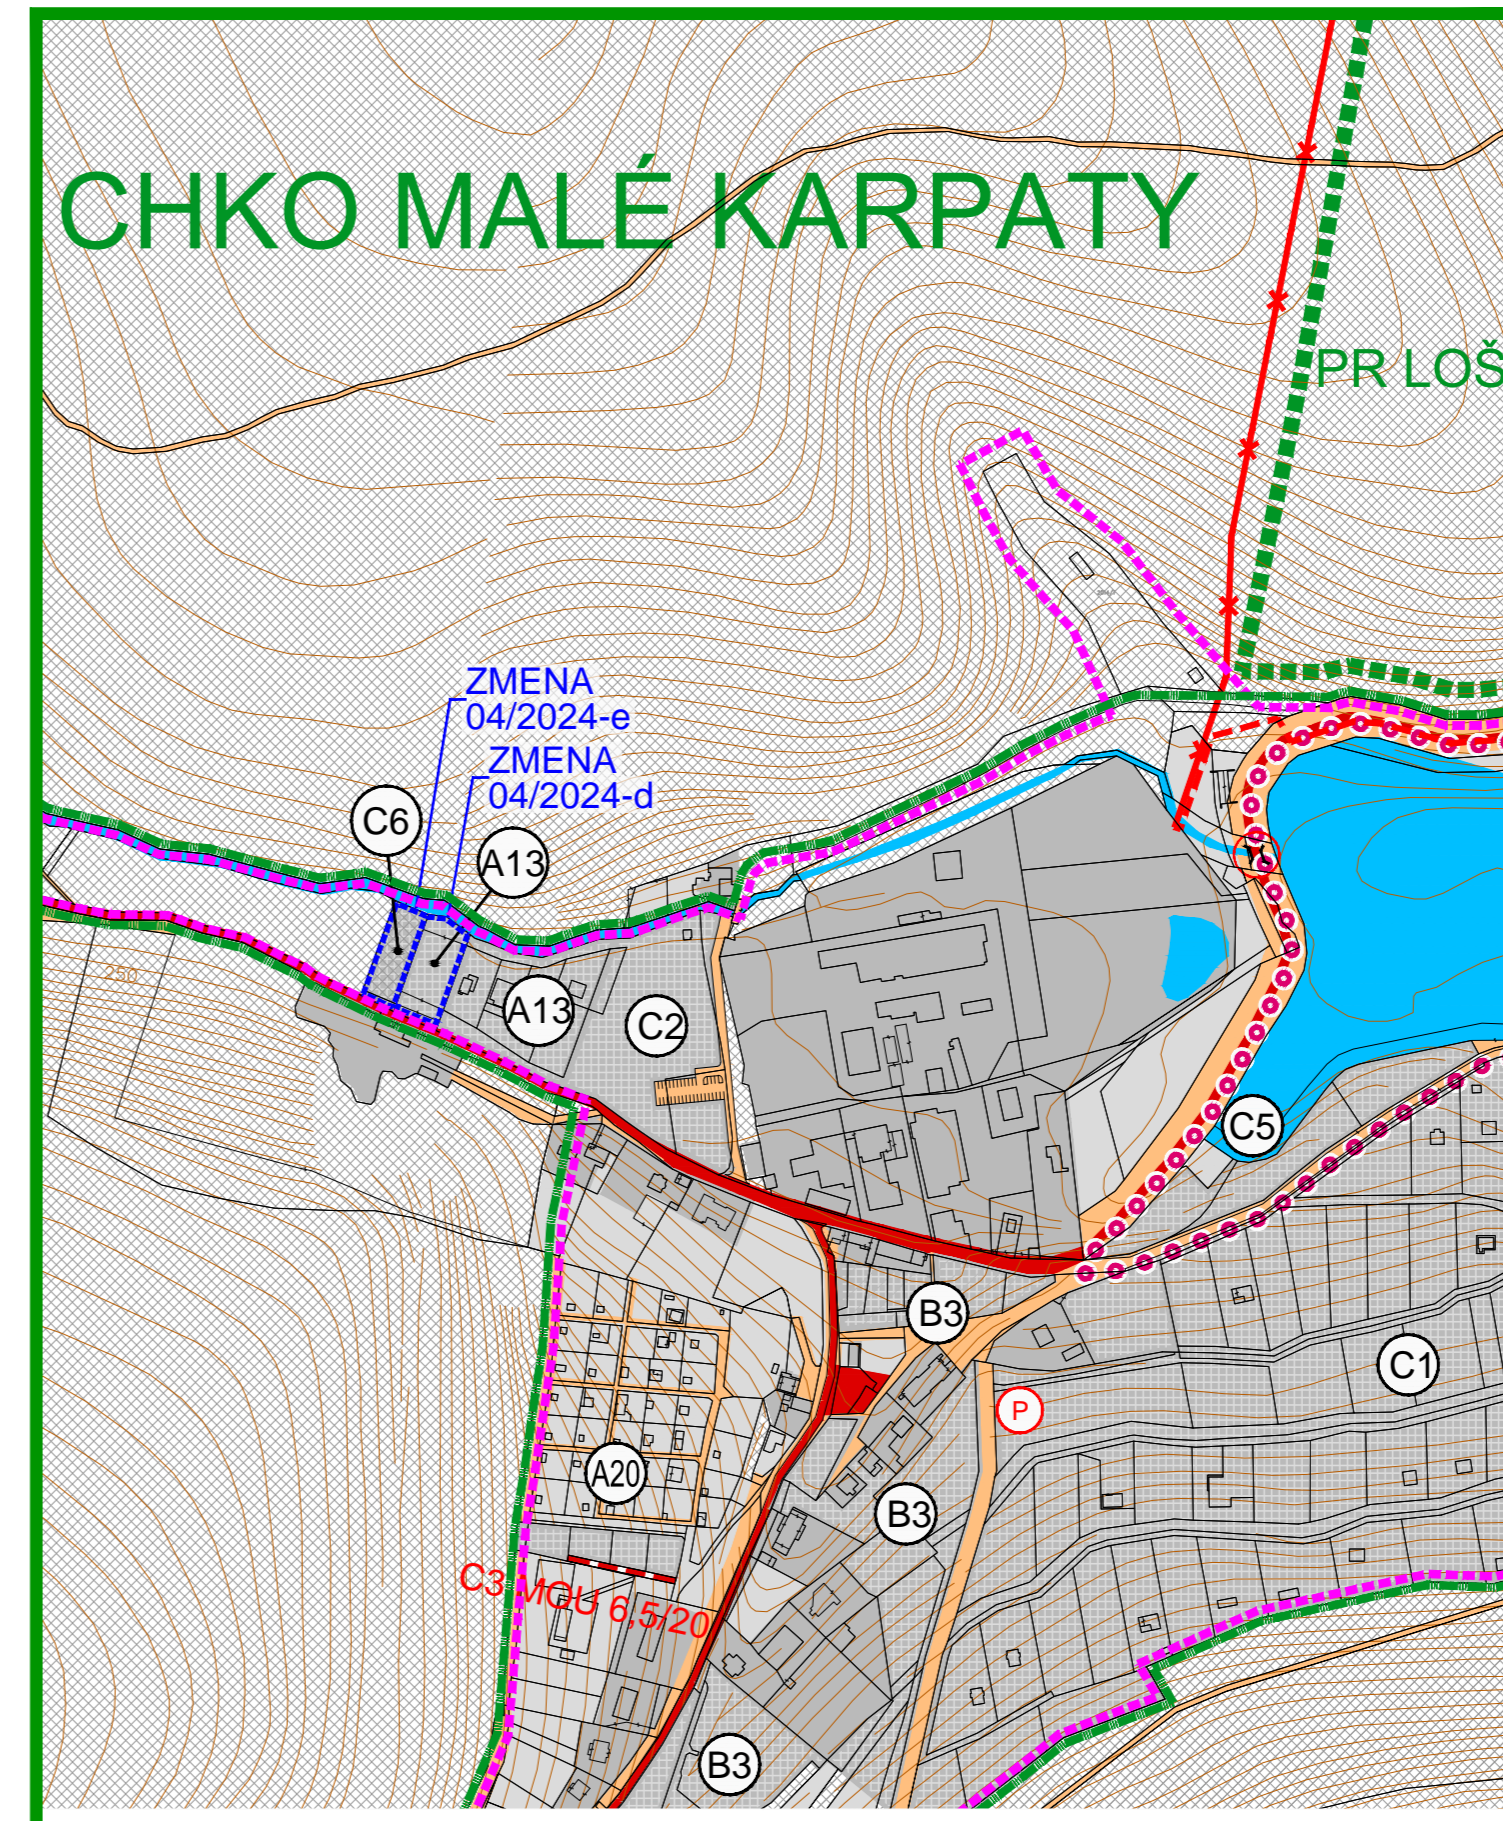 CHKO MALÉ KARPATY
PR LOŠ
ZMENA
04/2024-e
ZMENA
04/2024-d
C6
A13
250
A13
C2
C5
B3
C1
P
A20
B3
C3 MOU 6,5/20
B3